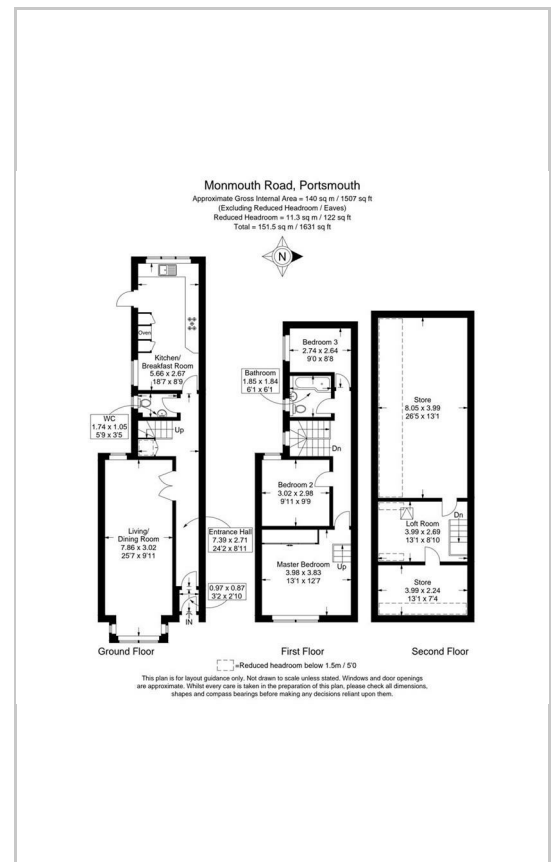 Monmouth Road, Portsmouth
Approximate Gross Internal Area = 140 sq m / 1507 sq ft
(Excluding Reduced Headroom / Eaves)
Reduced Headroom = 11.3 sq m / 122 sq ft
Total = 151.5 sq m / 1631 sq ft
N
Oven
Kitchen/
Breakfast Room
5.66 x 2.67
18'7 x 8'9
WC
1.74 x 1.05
5'9 x 3'5
Up
Living/
Dining Room
7.86 x 3.02
25'7 x 9'11
Entrance Hall
7.39 x 2.71
24'2 x 8'11
0.97 x 0.87
3'2 x 2'10
IN
Ground Floor
Bedroom 3
2.74 x 2.64
9'0 x 8'8
Bathroom
1.85 x 1.84
6'1 x 6'1
Dn
Bedroom 2
3.02 x 2.98
9'11 x 9'9
Master Bedroom
3.98 x 3.83
13'1 x 12'7
Up
First Floor
Store
8.05 x 3.99
26'5 x 13'1
Dn
Loft Room
3.99 x 2.69
13'1 x 8'10
Store
3.99 x 2.24
13'1 x 7'4
Second Floor
=Reduced headroom below 1.5m / 5'0
This plan is for layout guidance only. Not drawn to scale unless stated. Windows and door openings
are approximate. Whilst every care is taken in the preparation of this plan, please check all dimensions,
shapes and compass bearings before making any decisions reliant upon them.